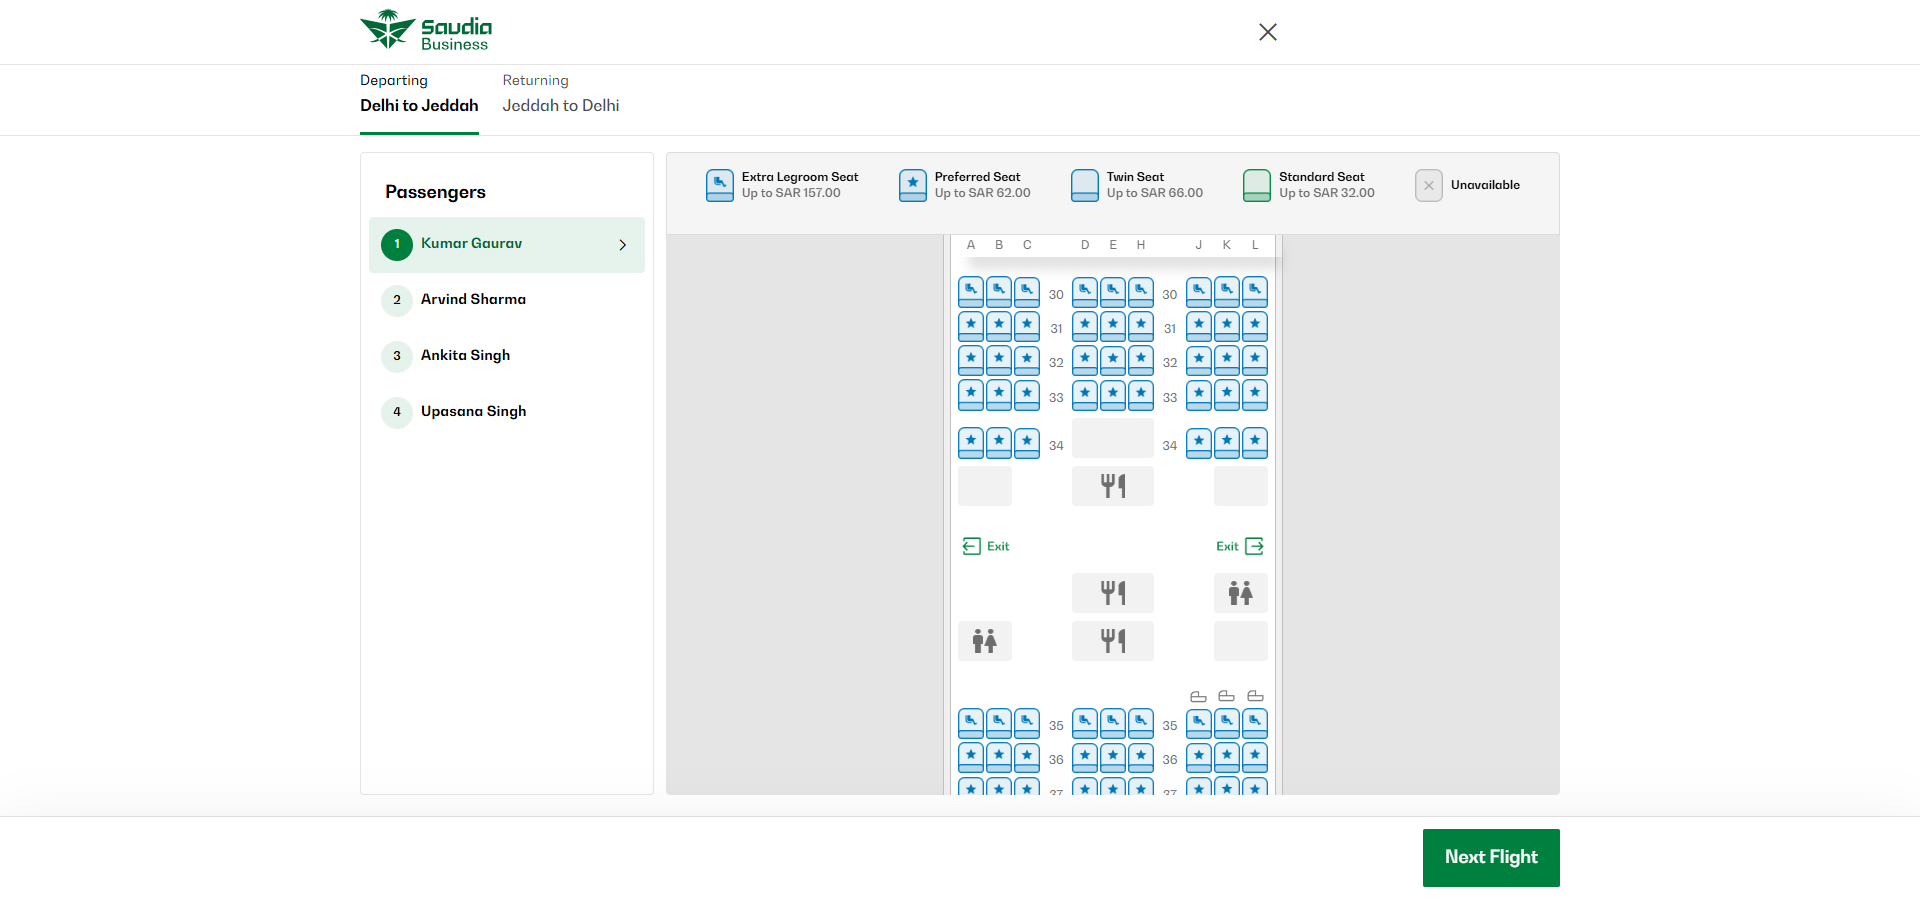 Saudia
Business
Departing
Delhi to Jeddah
Returning
Jeddah to Delhi
Passengers
1 Kumar Gaurav
2 Arvind Sharma
3 Ankita Singh
4 Upasana Singh
Extra Legroom Seat
Up to SAR 157.00
Preferred Seat
Up to SAR 62.00
Twin Seat
Up to SAR 66.00
Standard Seat
Up to SAR 32.00
Unavailable
A B C D E H J K L
30 30
31 31
32 32
33 33
34 34
Exit Exit
35 35
36 36
37 37
Next Flight